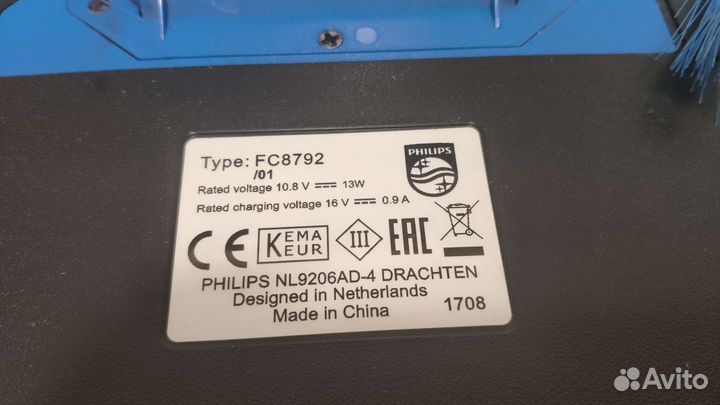 Type: FC8792
/01
Rated voltage 10.8 V ⎓ 13W
Rated charging voltage 16 V ⎓ 0.9 A
PHILIPS
CE KEMA KEUR III EAC
PHILIPS NL9206AD-4 DRACHTEN
Designed in Netherlands
Made in China
1708
Avito